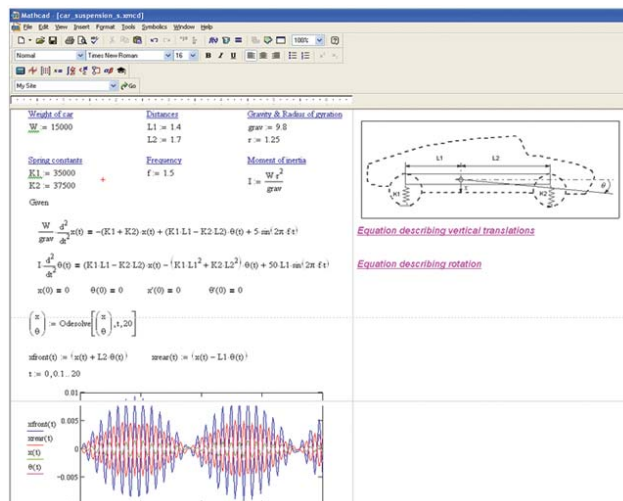 Mathcad - [car_suspension_s.xmcd]
File Edit View Insert Format Tools Symbolics Window Help
100%
Normal Times New Roman 16 B I U
My Site Go
Weight of car Distances Gravity & Radius of gyration
W := 15000 L1 := 1.4 grav := 9.8
L2 := 1.7 r := 1.25
Spring constants Frequency Moment of inertia
K1 := 35000 f := 1.5 I := W·r²/grav
K2 := 37500
Given
W/grav · d²/dt² x(t) = -(K1 + K2)·x(t) + (K1·L1 - K2·L2)·θ(t) + 5·sin(2π·f·t)
Equation describing vertical translations
I · d²/dt² θ(t) = (K1·L1 - K2·L2)·x(t) - (K1·L1² + K2·L2²)·θ(t) + 50·L1·sin(2π·f·t)
Equation describing rotation
x(0) = 0 θ(0) = 0 x'(0) = 0 θ'(0) = 0
(x θ) := Odesolve[(x θ), t, 20]
xfront(t) := (x(t) + L2·θ(t)) xrear(t) := (x(t) - L1·θ(t))
t := 0, 0.1.. 20
L1 L2
K1 K2 θ
0.01
0.005
0
-0.005
xfront(t)
xrear(t)
x(t)
θ(t)